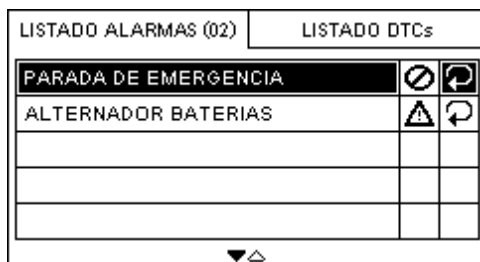 LISTADO ALARMAS (02) LISTADO DTCs
PARADA DE EMERGENCIA
ALTERNADOR BATERIAS